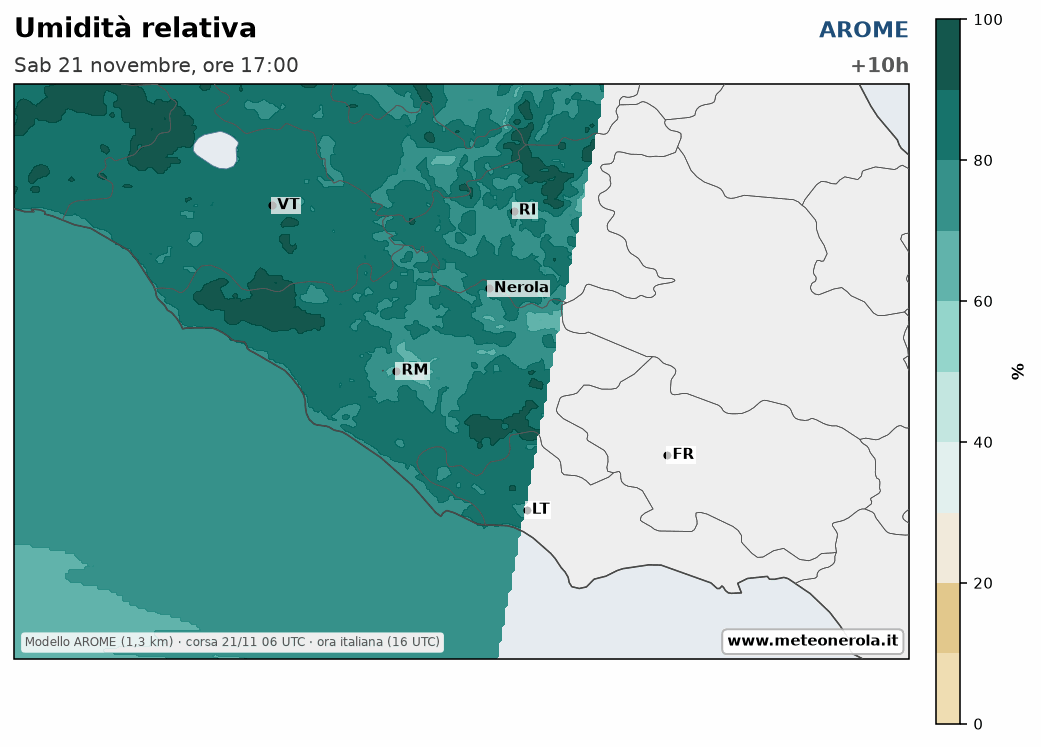 Umidità relativa
AROME
Sab 21 novembre, ore 17:00
+10h
100
80
60
40
20
0
%
VT
RI
Nerola
RM
FR
LT
Modello AROME (1,3 km) · corsa 21/11 06 UTC · ora italiana (16 UTC)
www.meteonerola.it